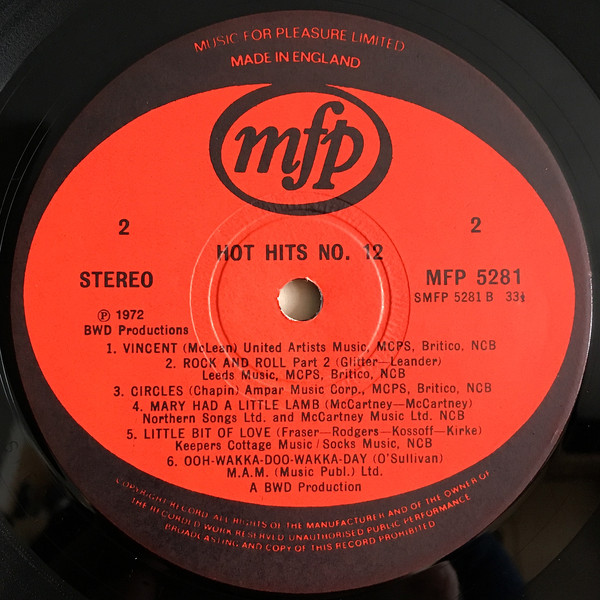 MUSIC FOR PLEASURE LIMITED
MADE IN ENGLAND
mfp
2 2
HOT HITS NO. 12
STEREO MFP 5281
SMFP 5281 B 33⅓
Ⓟ 1972
BWD Productions
1. VINCENT (McLean) United Artists Music, MCPS, Britico, NCB
2. ROCK AND ROLL Part 2 (Glitter—Leander)
Leeds Music, MCPS, Britico, NCB
3. CIRCLES (Chapin) Ampar Music Corp., MCPS, Britico, NCB
4. MARY HAD A LITTLE LAMB (McCartney—McCartney)
Northern Songs Ltd. and McCartney Music Ltd. NCB
5. LITTLE BIT OF LOVE (Fraser—Rodgers—Kossoff—Kirke)
Keepers Cottage Music/Socks Music, NCB
6. OOH-WAKKA-DOO-WAKKA-DAY (O'Sullivan)
M.A.M. (Music Publ.) Ltd.
A BWD Production
COPYRIGHT RECORD. ALL RIGHTS OF THE MANUFACTURER AND OF THE OWNER OF
THE RECORDED WORK RESERVED UNAUTHORISED PUBLIC PERFORMANCE
BROADCASTING AND COPY OF THIS RECORD PROHIBITED